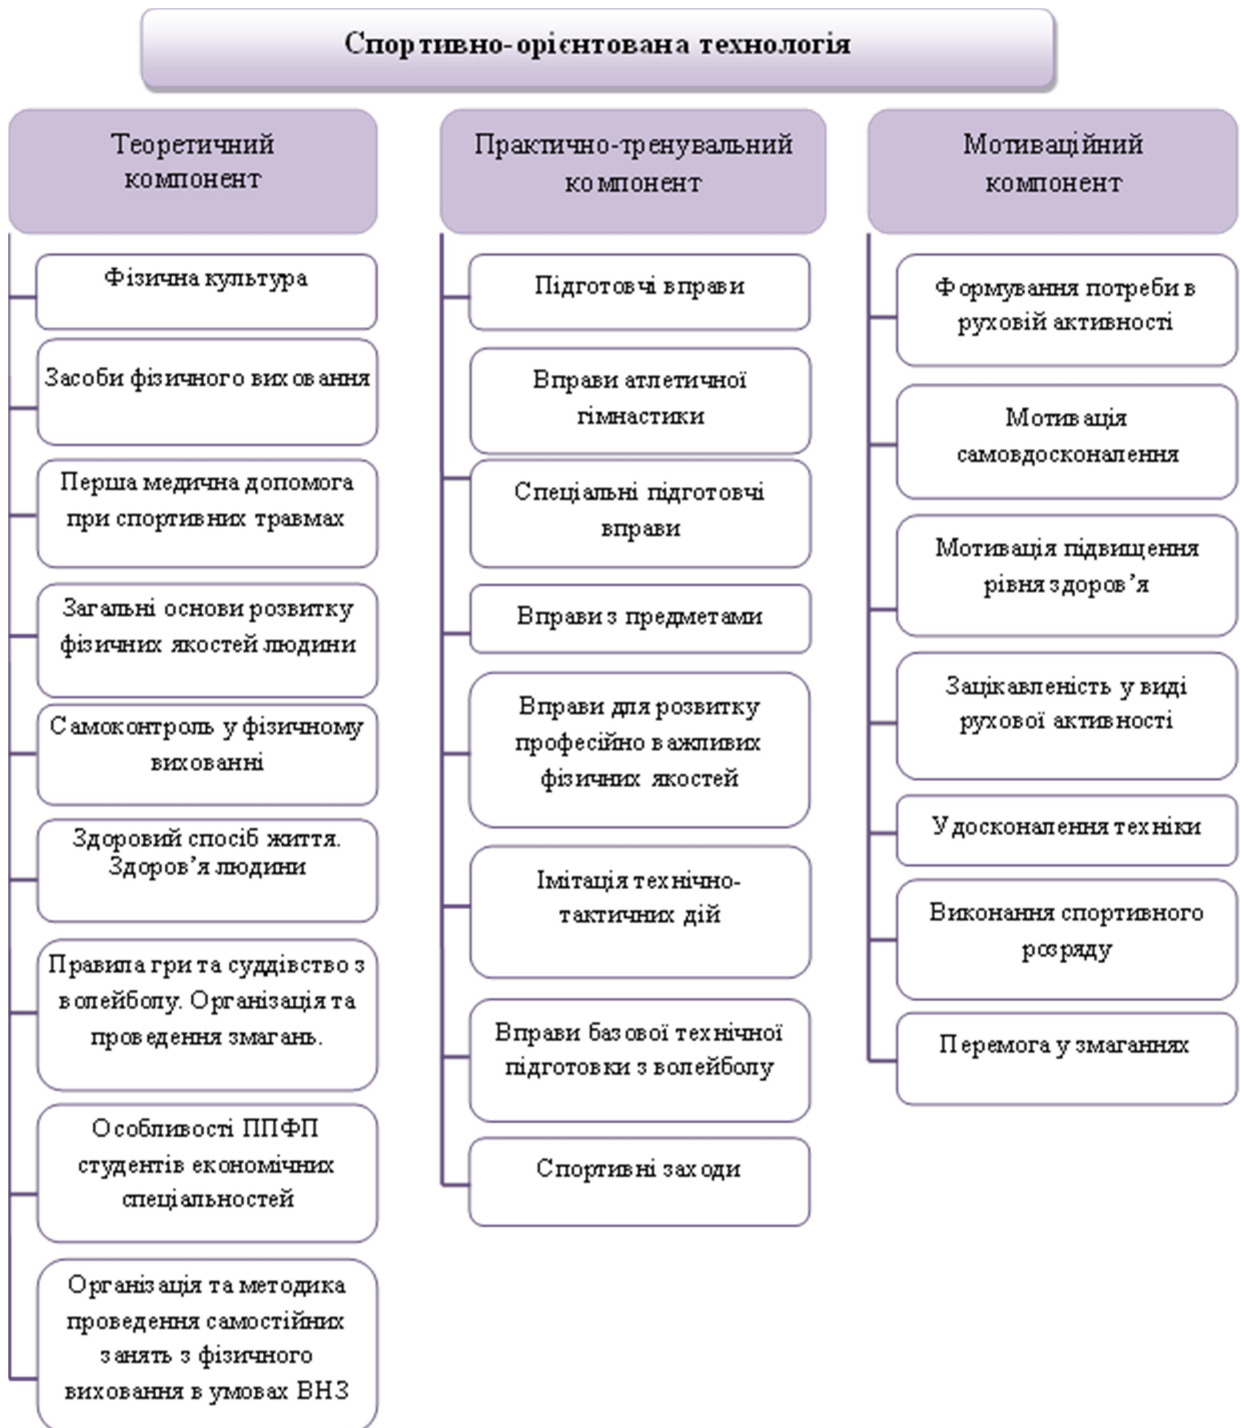 Спортивно-орієнтована технологія
Теоретичний
компонент
Фізична культура
Засоби фізичного виховання
Перша медична допомога
при спортивних травмах
Загальні основи розвитку
фізичних якостей людини
Самоконтроль у фізичному
вихованні
Здоровий спосіб життя.
Здоров’я людини
Правила гри та суддівство з
волейболу. Організація та
проведення змагань.
Особливості ППФП
студентів економічних
спеціальностей
Організація та методика
проведення самостійних
занять з фізичного
виховання в умовах ВНЗ
Практично-тренувальний
компонент
Підготовчі вправи
Вправи атлетичної
гімнастики
Спеціальні підготовчі
вправи
Вправи з предметами
Вправи для розвитку
професійно важливих
фізичних якостей
Імітація технічно-
тактичних дій
Вправи базової технічної
підготовки з волейболу
Спортивні заходи
Мотиваційний
компонент
Формування потреби в
руховій активності
Мотивація
самовдосконалення
Мотивація підвищення
рівня здоров’я
Зацікавленість у виді
рухової активності
Удосконалення техніки
Виконання спортивного
розряду
Перемога у змаганнях